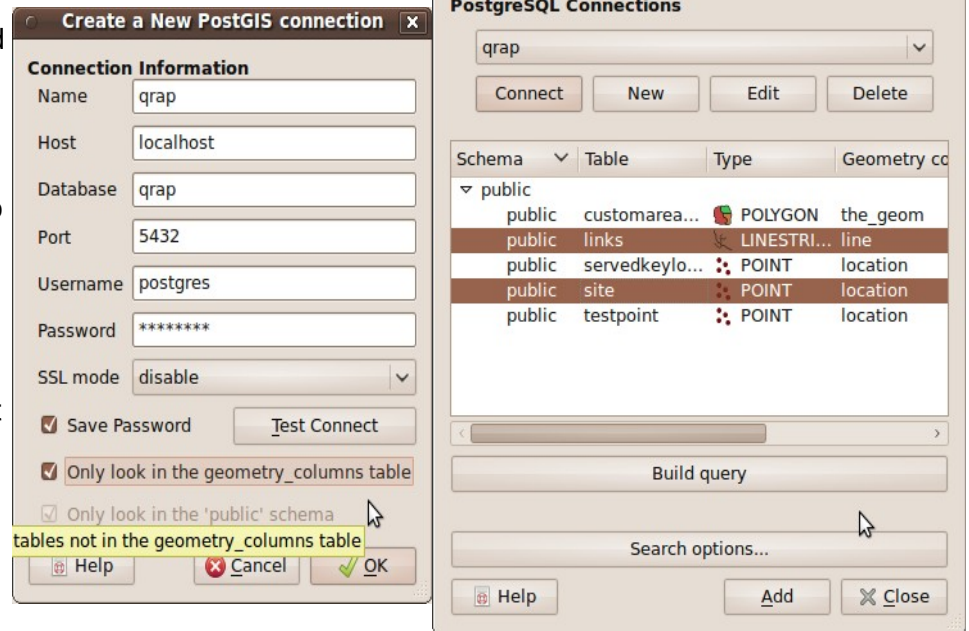 Create a New PostGIS connection
Connection Information
Name qrap
Host localhost
Database qrap
Port 5432
Username postgres
Password ********
SSL mode disable
Save Password Test Connect
Only look in the geometry_columns table
Only look in the 'public' schema
tables not in the geometry_columns table
Help Cancel OK
PostgreSQL Connections
qrap
Connect New Edit Delete
Schema Table Type Geometry co
public
public customarea... POLYGON the_geom
public links LINESTRI... line
public servedkeylo... POINT location
public site POINT location
public testpoint POINT location
Build query
Search options...
Help Add Close